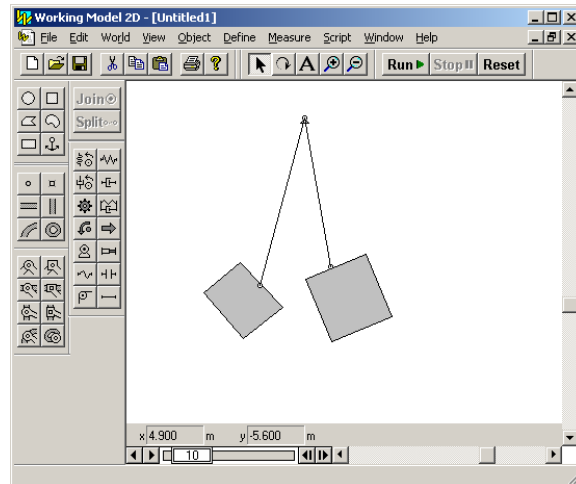 Working Model 2D - [Untitled1]
File Edit World View Object Define Measure Script Window Help
A Run Stop Reset
Join
Split
x 4.900 m y -5.600 m
10